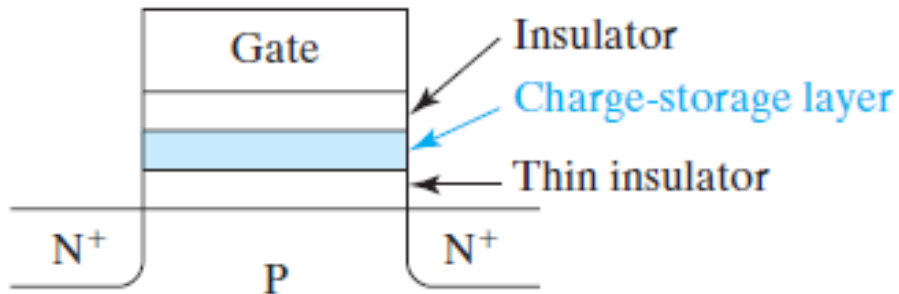 Gate
Insulator
Charge-storage layer
Thin insulator
N⁺
P
N⁺